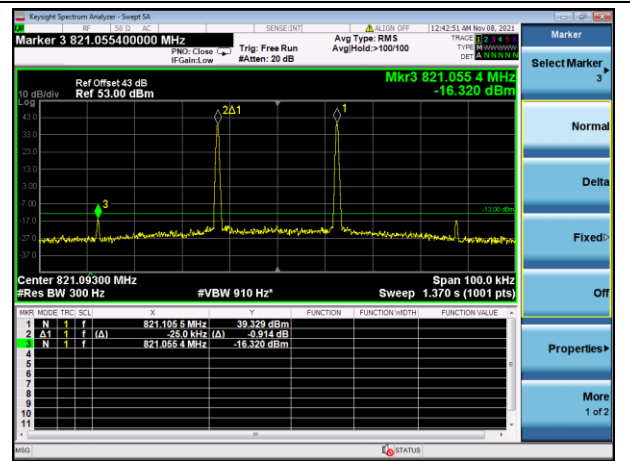 Keysight Spectrum Analyzer - Swept SA
RF 50 Ω AC SENSE:INT ALIGN OFF 12:42:51 AM Nov 08, 2021
Marker 3 821.055400000 MHz
PNO: Close
IFGain:Low
Trig: Free Run
#Atten: 20 dB
Avg Type: RMS
Avg|Hold:>100/100
TRACE 1 2 3 4 5 6
TYPE M W W W W W
DET A N N N N N
Ref Offset 43 dB
10 dB/div Ref 53.00 dBm
Log
Mkr3 821.055 4 MHz
-16.320 dBm
43.0
33.0
23.0
13.0
3.00
-7.00
-17.0
-27.0
-37.0
2Δ1
1
3
-13.00 dBm
Center 821.09300 MHz Span 100.0 kHz
#Res BW 300 Hz #VBW 910 Hz* Sweep 1.370 s (1001 pts)
MKR MODE TRC SCL X Y FUNCTION FUNCTION WIDTH FUNCTION VALUE
1 N 1 f 821.105 5 MHz 39.329 dBm
2 Δ1 1 f (Δ) -25.0 kHz (Δ) -0.914 dB
3 N 1 f 821.055 4 MHz -16.320 dBm
4
5
6
7
8
9
10
11
MSG STATUS
Marker
Select Marker
3
Normal
Delta
Fixed
Off
Properties
More
1 of 2